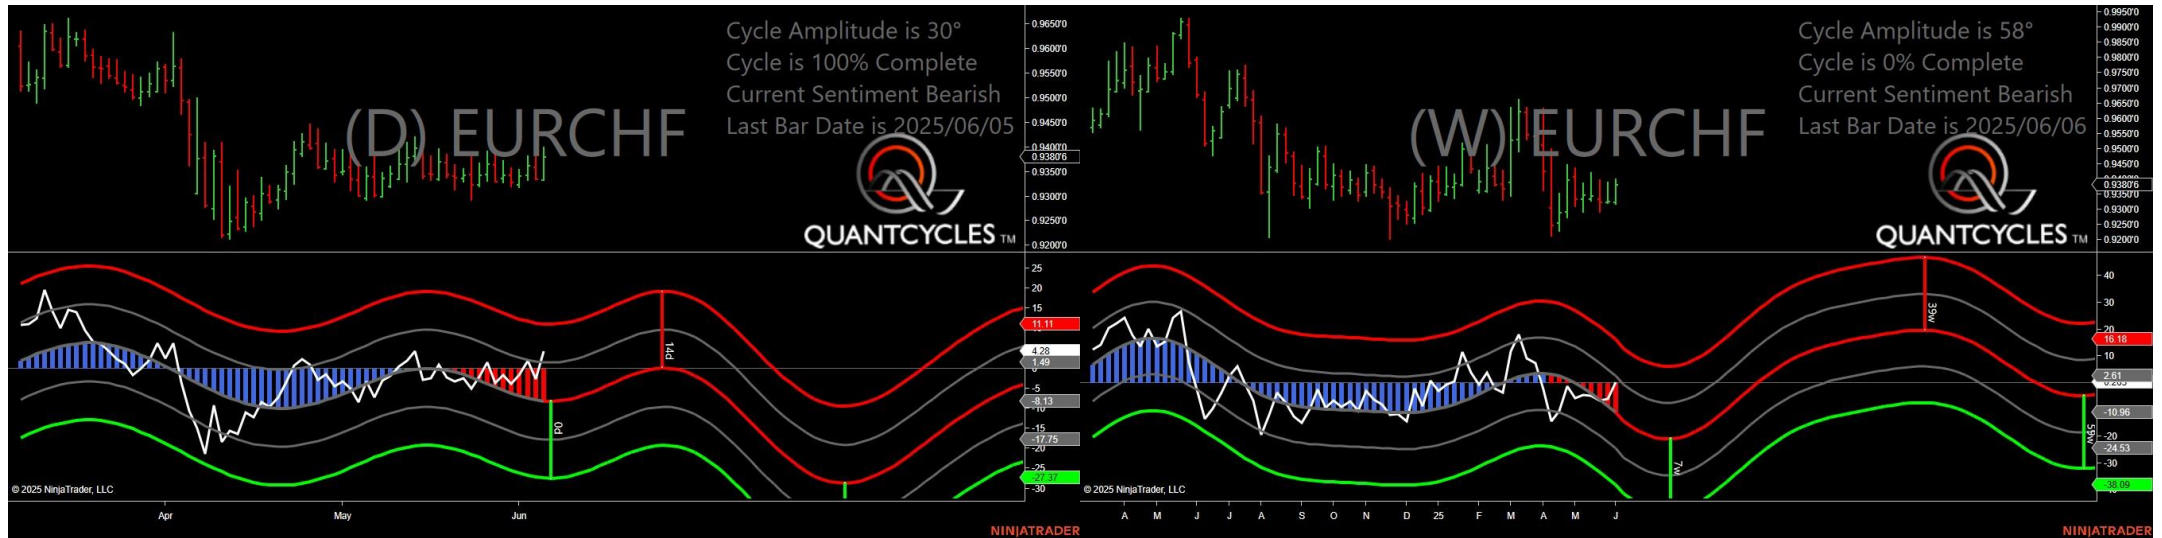 Cycle Amplitude is 30°
Cycle is 100% Complete
Current Sentiment Bearish
Last Bar Date is 2025/06/05
(D) EURCHF
QUANTCYCLES TM
0.9650'0
0.9600'0
0.9550'0
0.9500'0
0.9450'0
0.9400'0
0.9380'6
0.9350'0
0.9300'0
0.9250'0
0.9200'0
25
20
15
11.11
4.28
1.49
0
-5
-8.13
-10
-15
-17.75
-20
-25
-27.37
-30
14d
0d
© 2025 NinjaTrader, LLC
Apr
May
Jun
NINJATRADER
Cycle Amplitude is 58°
Cycle is 0% Complete
Current Sentiment Bearish
Last Bar Date is 2025/06/06
(W) EURCHF
QUANTCYCLES TM
0.9950'0
0.9900'0
0.9850'0
0.9800'0
0.9750'0
0.9700'0
0.9650'0
0.9600'0
0.9550'0
0.9500'0
0.9450'0
0.9380'6
0.9350'0
0.9300'0
0.9250'0
0.9200'0
40
30
20
16.18
10
2.61
-10.96
-20
-24.53
-30
-38.09
39w
7w
59w
© 2025 NinjaTrader, LLC
A M J J A S O N D 25 F M A M J
NINJATRADER